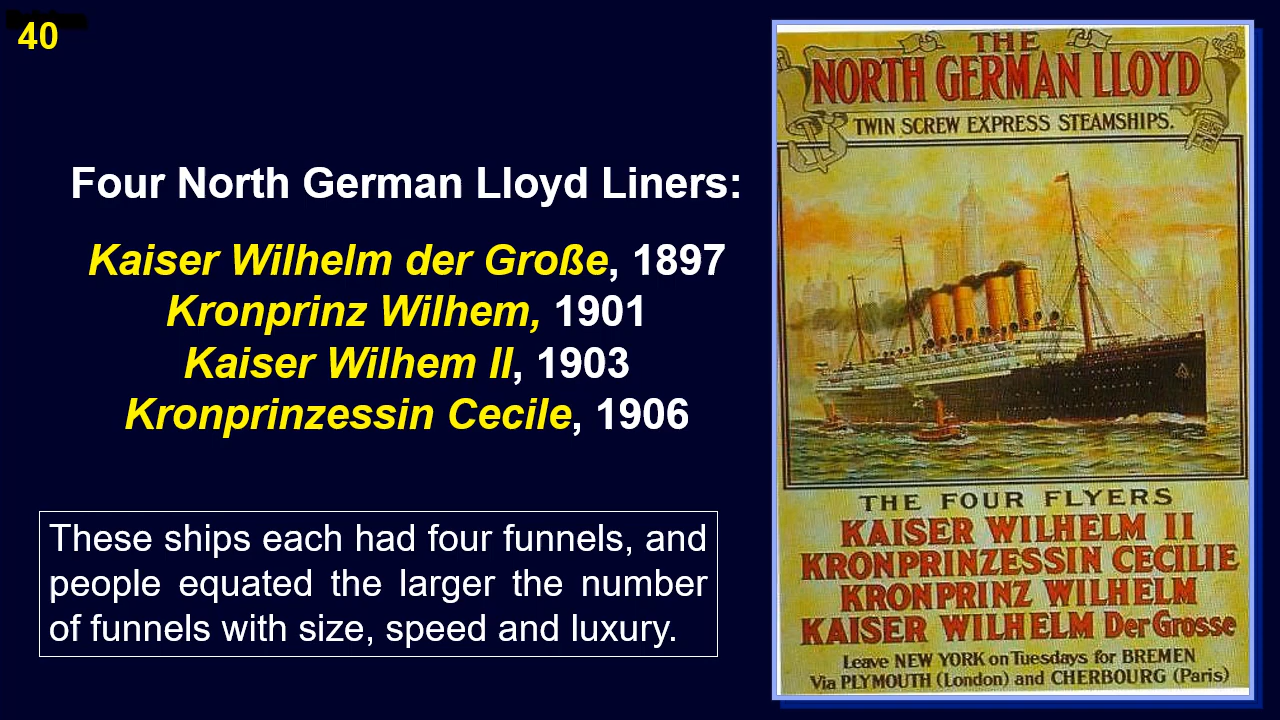 40
Four North German Lloyd Liners:
Kaiser Wilhelm der Große, 1897
Kronprinz Wilhem, 1901
Kaiser Wilhem II, 1903
Kronprinzessin Cecile, 1906
These ships each had four funnels, and
people equated the larger the number
of funnels with size, speed and luxury.
THE
NORTH GERMAN LLOYD
TWIN SCREW EXPRESS STEAMSHIPS.
THE FOUR FLYERS
KAISER WILHELM II
KRONPRINZESSIN CECILIE
KRONPRINZ WILHELM
KAISER WILHELM Der Grosse
Leave NEW YORK on Tuesdays for BREMEN
Via PLYMOUTH (London) and CHERBOURG (Paris)